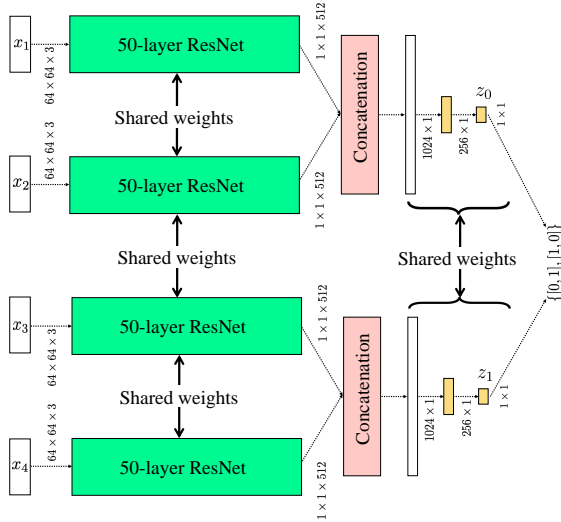 x₁
64 × 64 × 3
50-layer ResNet
1 × 1 × 512
Shared weights
x₂
64 × 64 × 3
50-layer ResNet
1 × 1 × 512
Concatenation
1024 × 1
256 × 1
z₀
1 × 1
Shared weights
Shared weights
{[0, 1], [1, 0]}
x₃
64 × 64 × 3
50-layer ResNet
1 × 1 × 512
Shared weights
x₄
64 × 64 × 3
50-layer ResNet
1 × 1 × 512
Concatenation
1024 × 1
256 × 1
z₁
1 × 1